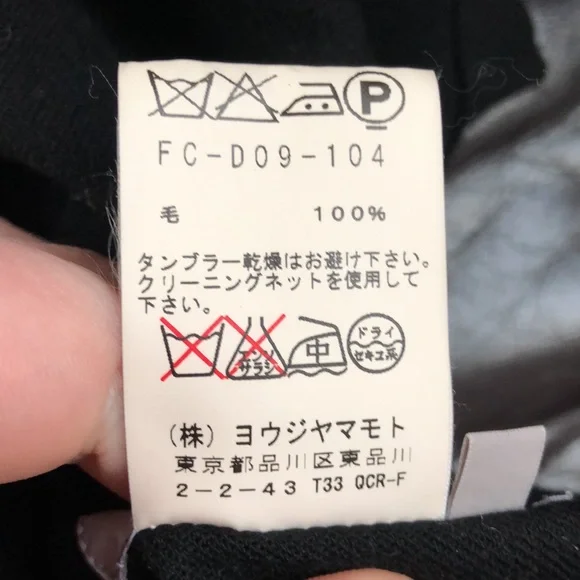 P
FC-D09-104
毛 100%
タンブラー乾燥はお避け下さい。
クリーニングネットを使用して
下さい。
エンソ
サラシ
中
ドライ
セキユ系
(株) ヨウジヤマモト
東京都品川区東品川
2-2-43 T33 QCR-F